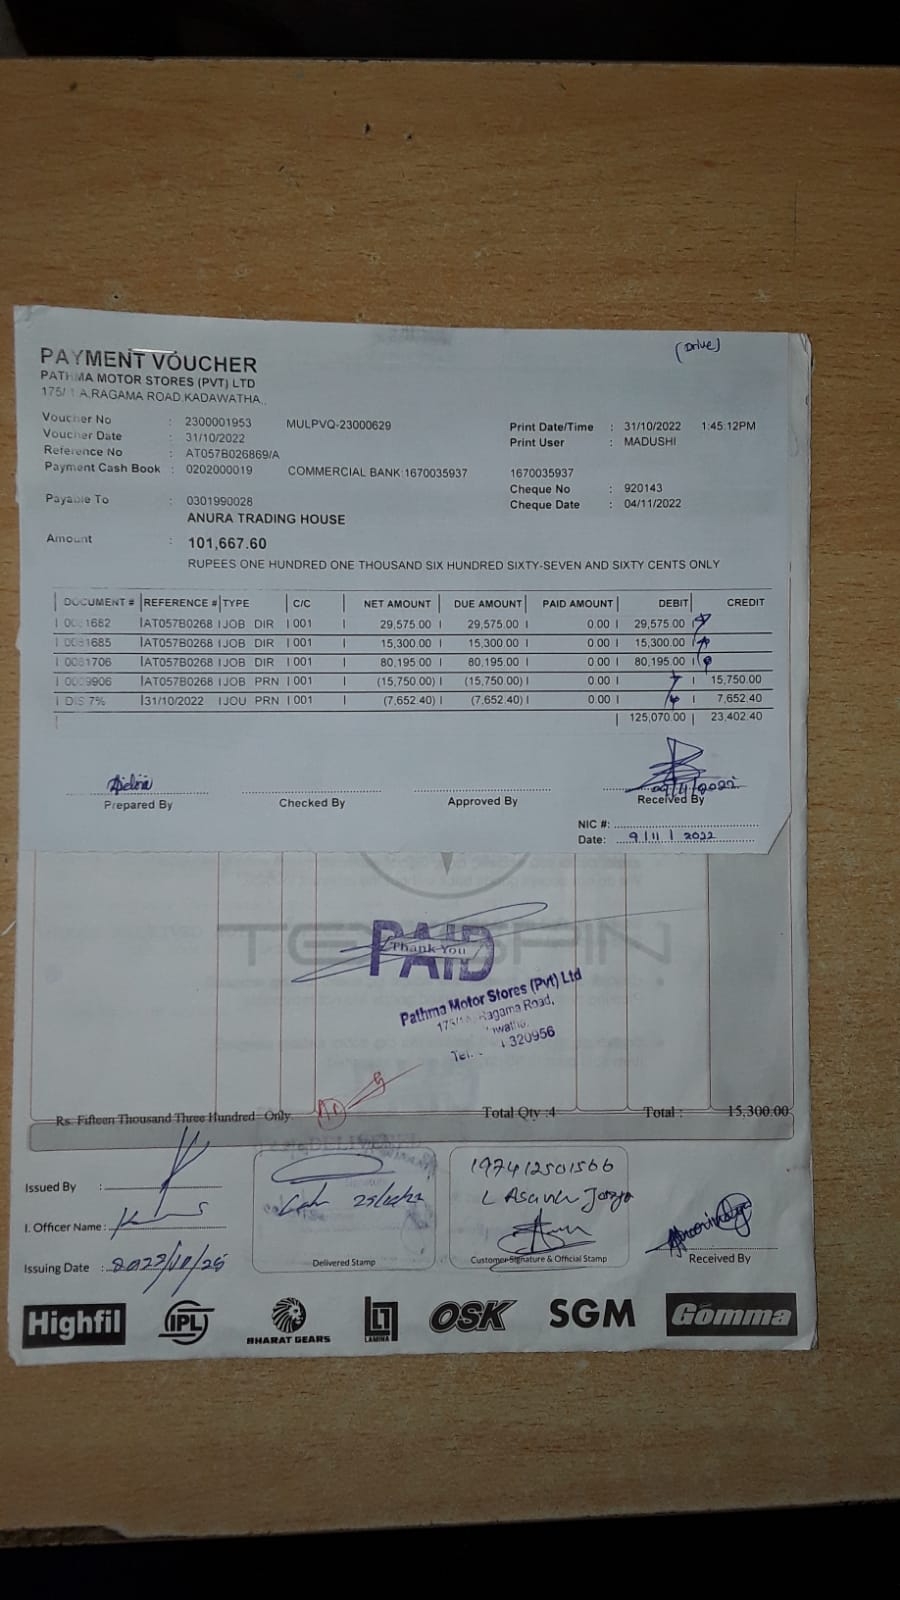 (Drive)
PAYMENT VOUCHER
PATHMA MOTOR STORES (PVT) LTD
175/1 A,RAGAMA ROAD,KADAWATHA,.
Voucher No : 2300001953 MULPVQ-23000629 Print Date/Time : 31/10/2022 1:45:12PM
Voucher Date : 31/10/2022 Print User : MADUSHI
Reference No : AT057B026869/A
Payment Cash Book : 0202000019 COMMERCIAL BANK:1670035937 1670035937
Cheque No : 920143
Payable To : 0301990028 Cheque Date : 04/11/2022
ANURA TRADING HOUSE
Amount : 101,667.60
RUPEES ONE HUNDRED ONE THOUSAND SIX HUNDRED SIXTY-SEVEN AND SIXTY CENTS ONLY
DOCUMENT # REFERENCE # TYPE C/C NET AMOUNT DUE AMOUNT PAID AMOUNT DEBIT CREDIT
AT057B0268 JOB DIR 001 29,575.00 29,575.00 0.00 29,575.00
AT057B0268 JOB DIR 001 15,300.00 15,300.00 0.00 15,300.00
AT057B0268 JOB DIR 001 80,195.00 80,195.00 0.00 80,195.00
AT057B0268 JOB PRN 001 (15,750.00) (15,750.00) 0.00 15,750.00
DIS 7% 31/10/2022 JOU PRN 001 (7,652.40) (7,652.40) 0.00 7,652.40
125,070.00 23,402.40
Prepared By Checked By Approved By Received By
NIC #:
Date: 9/11/2022
PAID
Thank You
Pathma Motor Stores (Pvt) Ltd
Ragama Road,
Tel: 320956
Rs. Fifteen Thousand Three Hundred Only Total Qty :4 Total : 15,300.00
197412501566
Issued By :
I. Officer Name :
Delivered Stamp Customer Signature & Official Stamp Received By
Issuing Date :
Highfil IPL BHARAT GEARS LAMINA OSK SGM Gomma